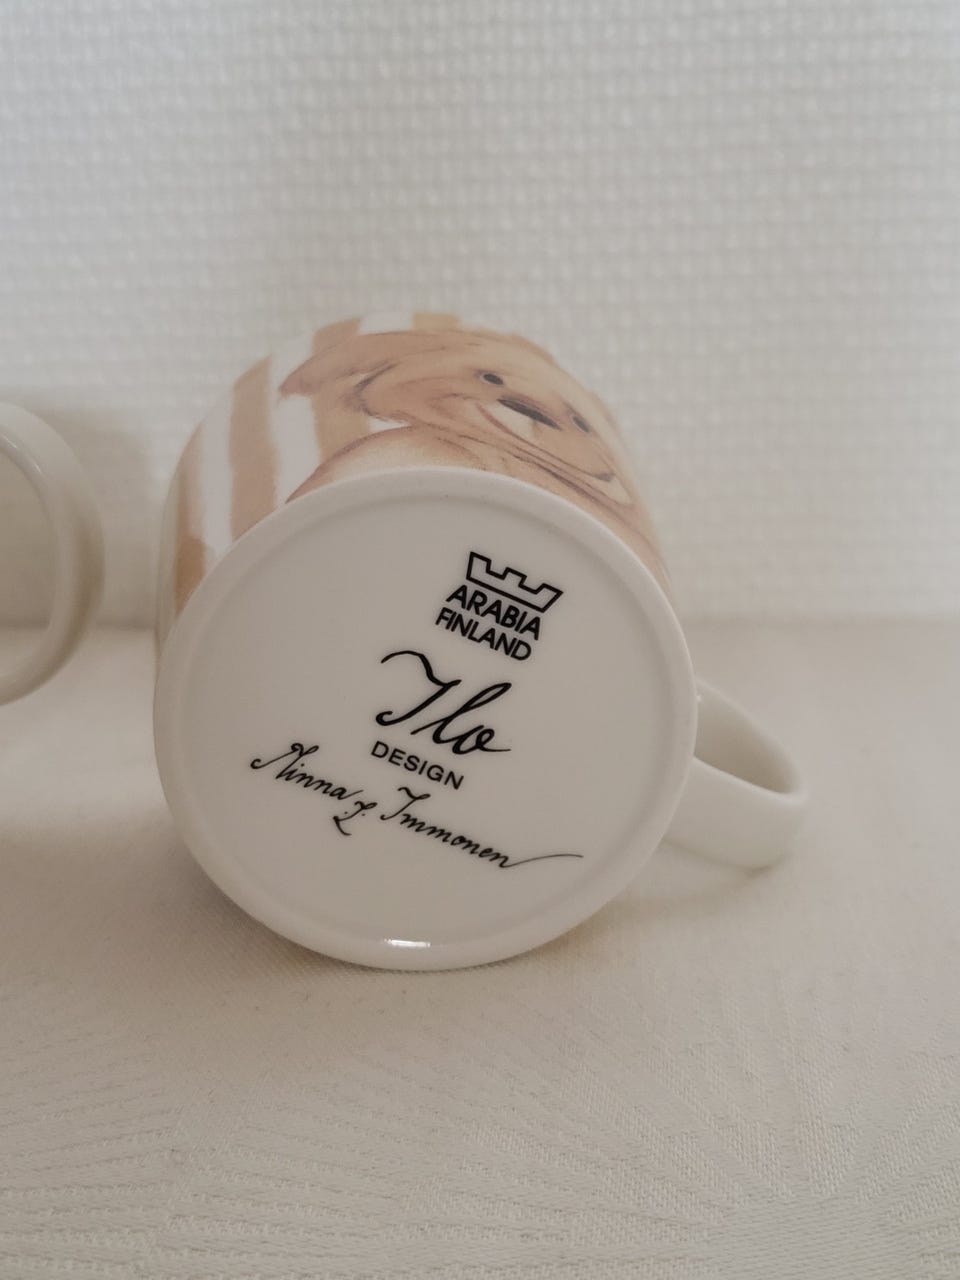 ARABIA
FINLAND
Ilo
DESIGN
Minna L. Immonen